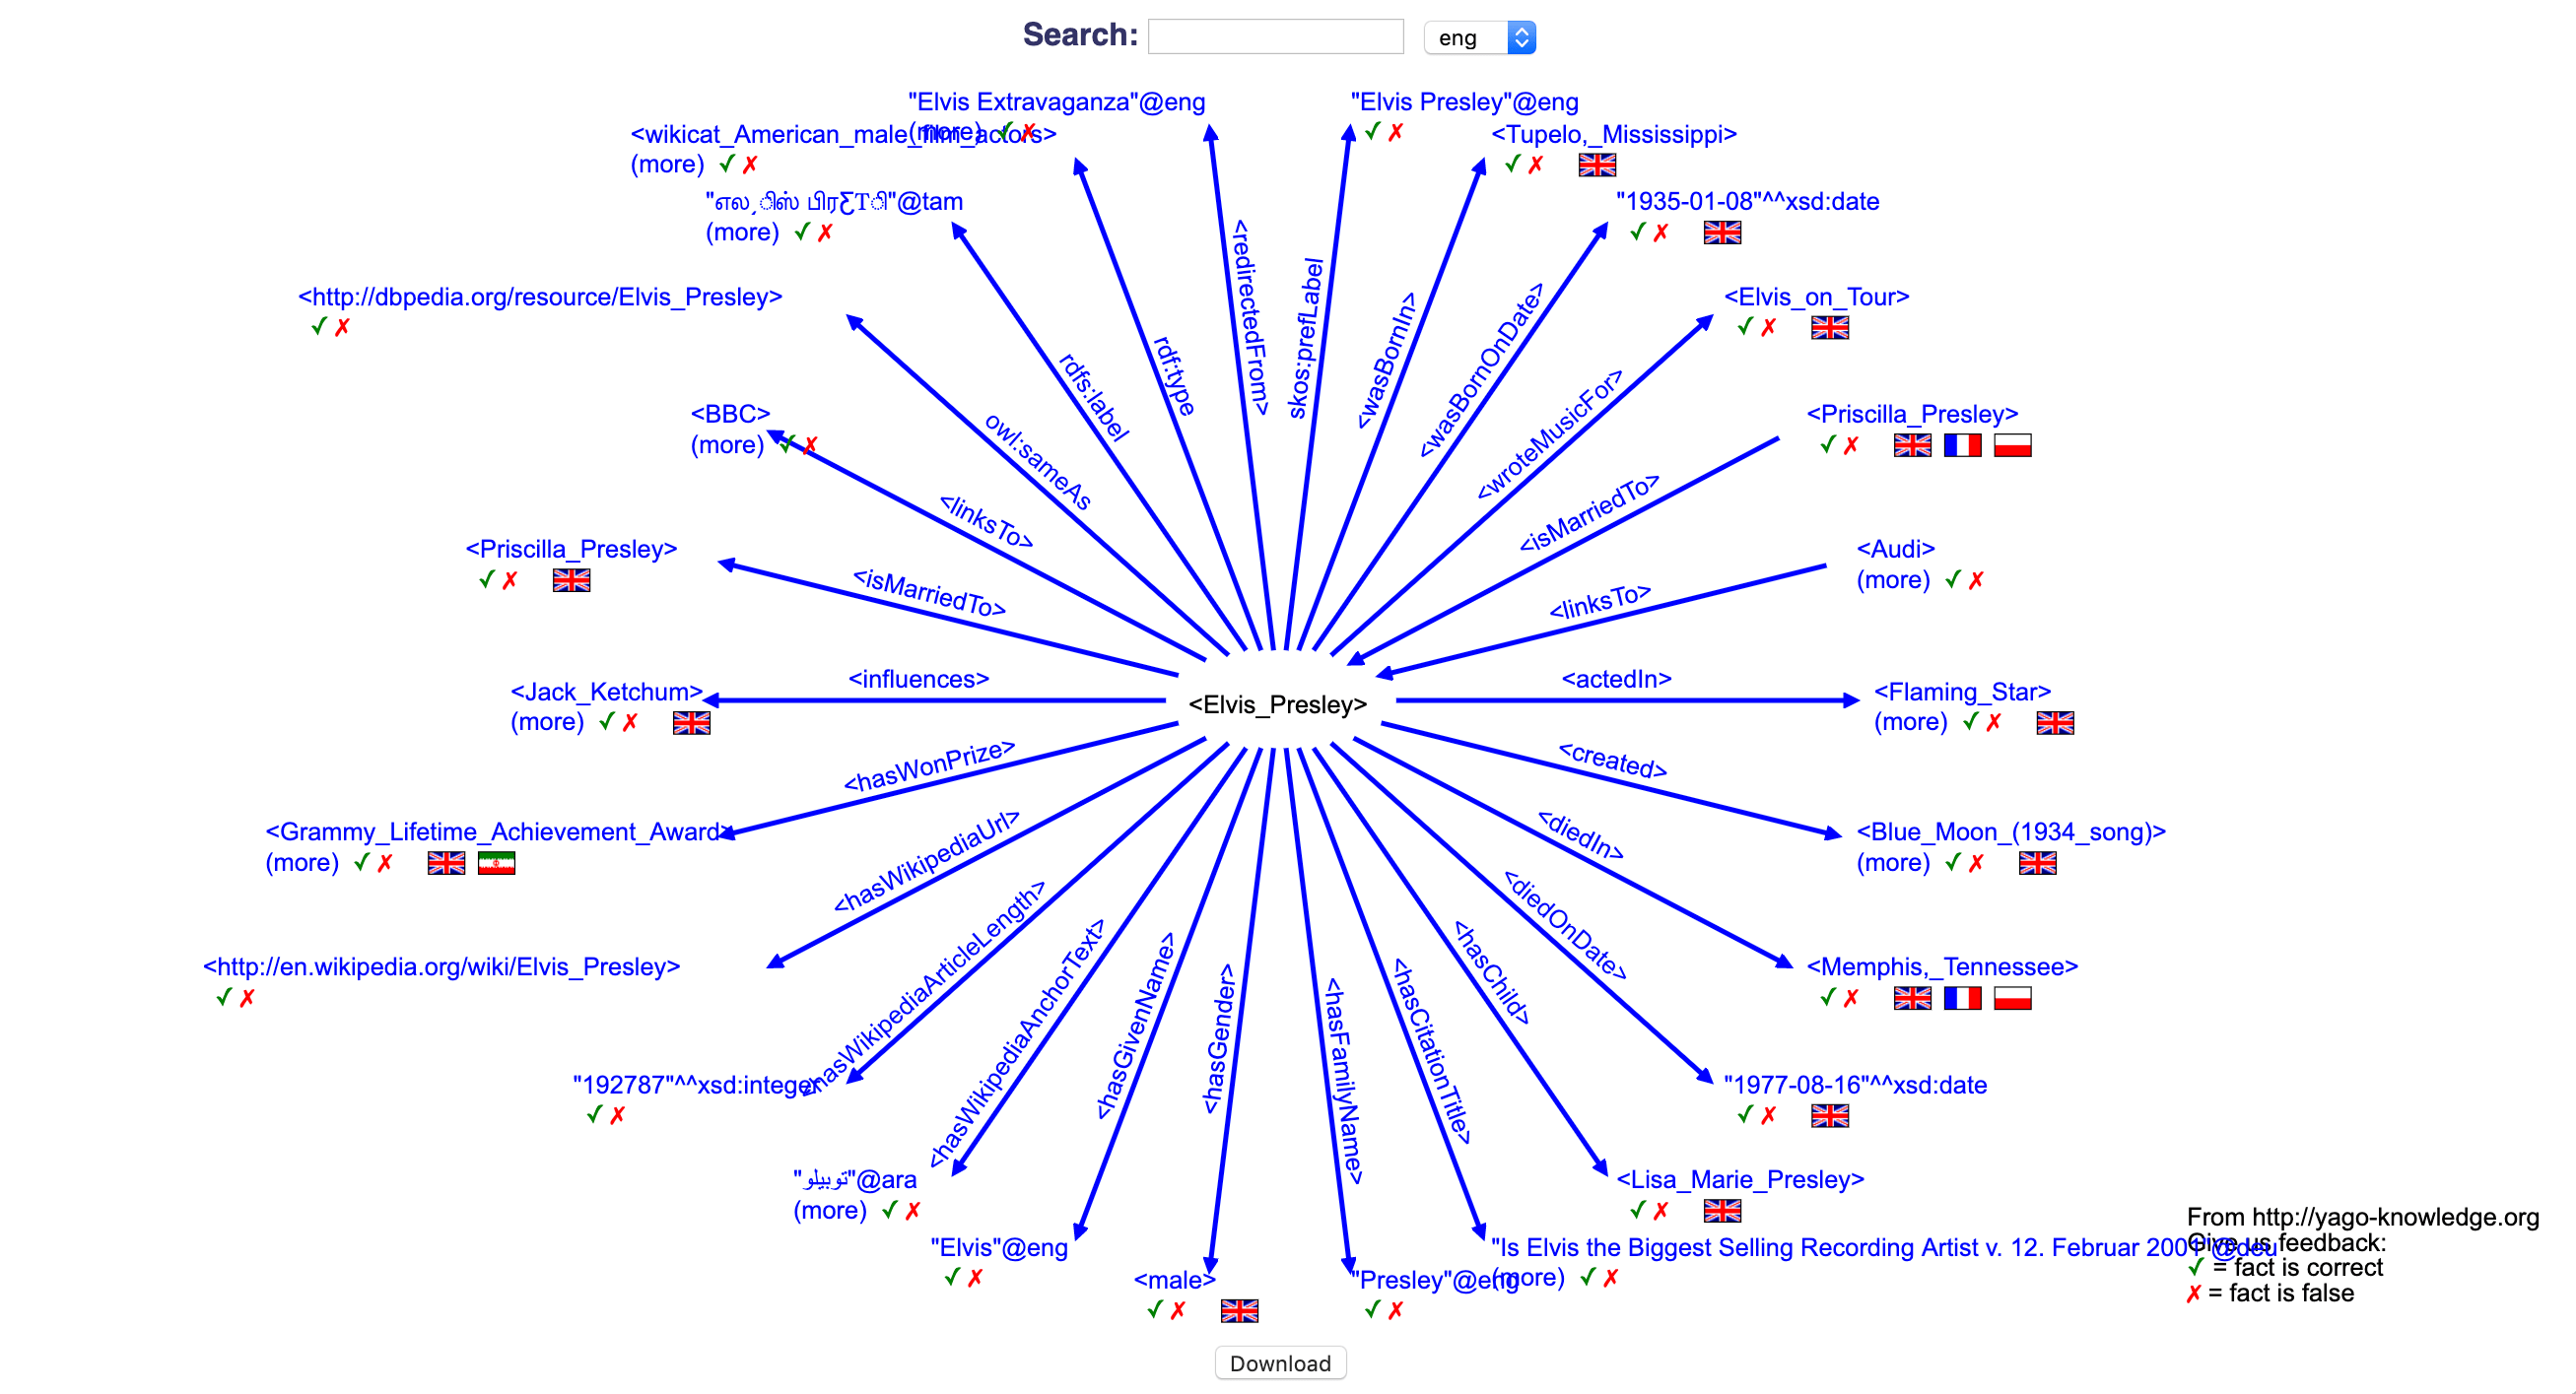 Search: eng
"Elvis Extravaganza"@eng
(more) ✓✗
"Elvis Presley"@eng
✓✗
<wikicat_American_male_film_actors>
(more) ✓✗
<Tupelo,_Mississippi>
✓✗
(more) ✓✗
"1935-01-08"^^xsd:date
✓✗
<http://dbpedia.org/resource/Elvis_Presley>
✓✗
<Elvis_on_Tour>
✓✗
<BBC>
(more) ✓✗
<Priscilla_Presley>
✓✗
<Priscilla_Presley>
✓✗
<Audi>
(more) ✓✗
<redirectedFrom>
skos:prefLabel
rdf:type
<wasBornIn>
rdfs:label
<wasBornOnDate>
owl:sameAs
<wroteMusicFor>
<linksTo>
<isMarriedTo>
<isMarriedTo>
<linksTo>
<influences>
<actedIn>
<Jack_Ketchum>
(more) ✓✗
<Elvis_Presley>
<Flaming_Star>
(more) ✓✗
<hasWonPrize>
<created>
<Grammy_Lifetime_Achievement_Award>
(more) ✓✗
<Blue_Moon_(1934_song)>
(more) ✓✗
<hasWikipediaUrl>
<diedIn>
<http://en.wikipedia.org/wiki/Elvis_Presley>
✓✗
<Memphis,_Tennessee>
✓✗
<hasWikipediaArticleLength>
<diedOnDate>
"192787"^^xsd:integer
✓✗
"1977-08-16"^^xsd:date
✓✗
<hasWikipediaAnchorText>
<hasGivenName>
<hasGender>
<hasFamilyName>
<hasCitationTitle>
<hasChild>
"توبيلو"@ara
(more) ✓✗
<Lisa_Marie_Presley>
✓✗
"Elvis"@eng
✓✗
<male>
✓✗
"Presley"@eng
✓✗
"Is Elvis the Biggest Selling Recording Artist v. 12. Februar 2001"@deu
(more) ✓✗
From http://yago-knowledge.org
Give us feedback:
✓ = fact is correct
✗ = fact is false
Download